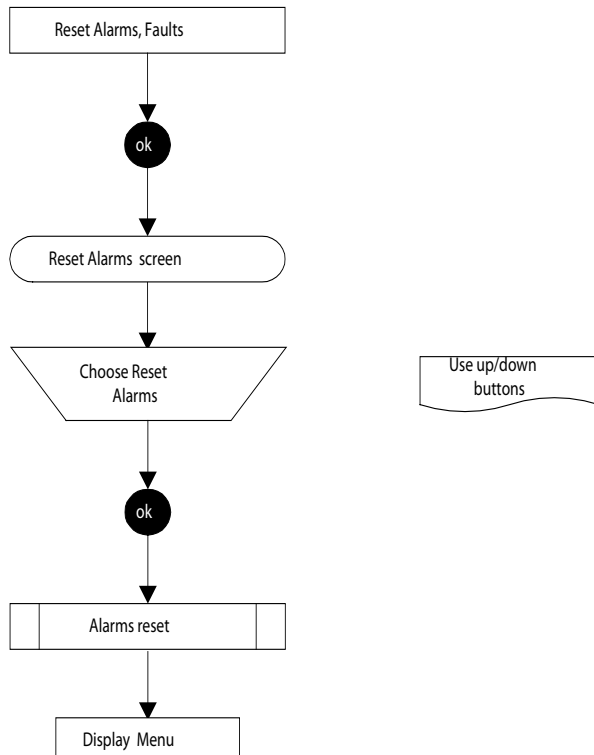 Reset Alarms, Faults
ok
Reset Alarms screen
Choose Reset
Alarms
Use up/down
buttons
ok
Alarms reset
Display Menu